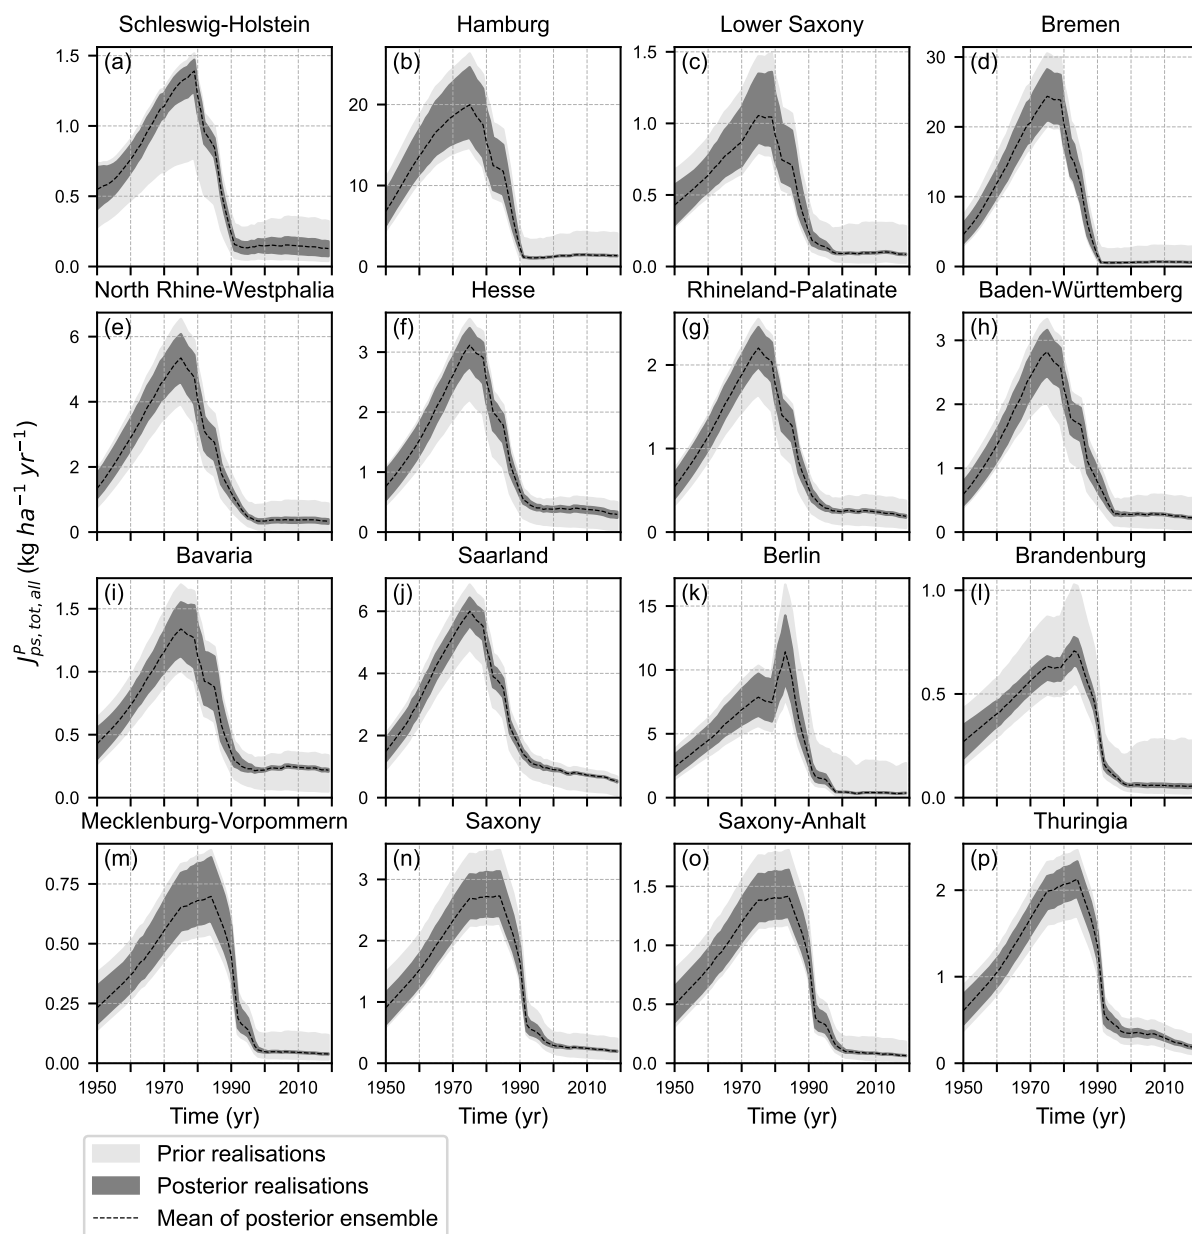 Schleswig-Holstein Hamburg Lower Saxony Bremen
(a) (b) (c) (d)
1.5 1.5 30
20
1.0 1.0 20
0.5 10 0.5 10
0.0 0 0.0 0
North Rhine-Westphalia Hesse Rhineland-Palatinate Baden-Württemberg
(e) (f) (g) (h)
6 3 2 3
4 2 2
2 1 1 1
0 0 0 0
J^P_{ps, tot, all} (kg ha^{-1} yr^{-1})
Bavaria Saarland Berlin Brandenburg
(i) (j) (k) (l)
1.5 6 15 1.0
1.0 4 10
0.5 2 5 0.5
0.0 0 0 0.0
Mecklenburg-Vorpommern Saxony Saxony-Anhalt Thuringia
(m) (n) (o) (p)
0.75 3 1.5 2
0.50 2 1.0
0.25 1 0.5 1
0.00 0 0.0 0
1950 1970 1990 2010 1950 1970 1990 2010 1950 1970 1990 2010 1950 1970 1990 2010
Time (yr) Time (yr) Time (yr) Time (yr)
Prior realisations
Posterior realisations
Mean of posterior ensemble